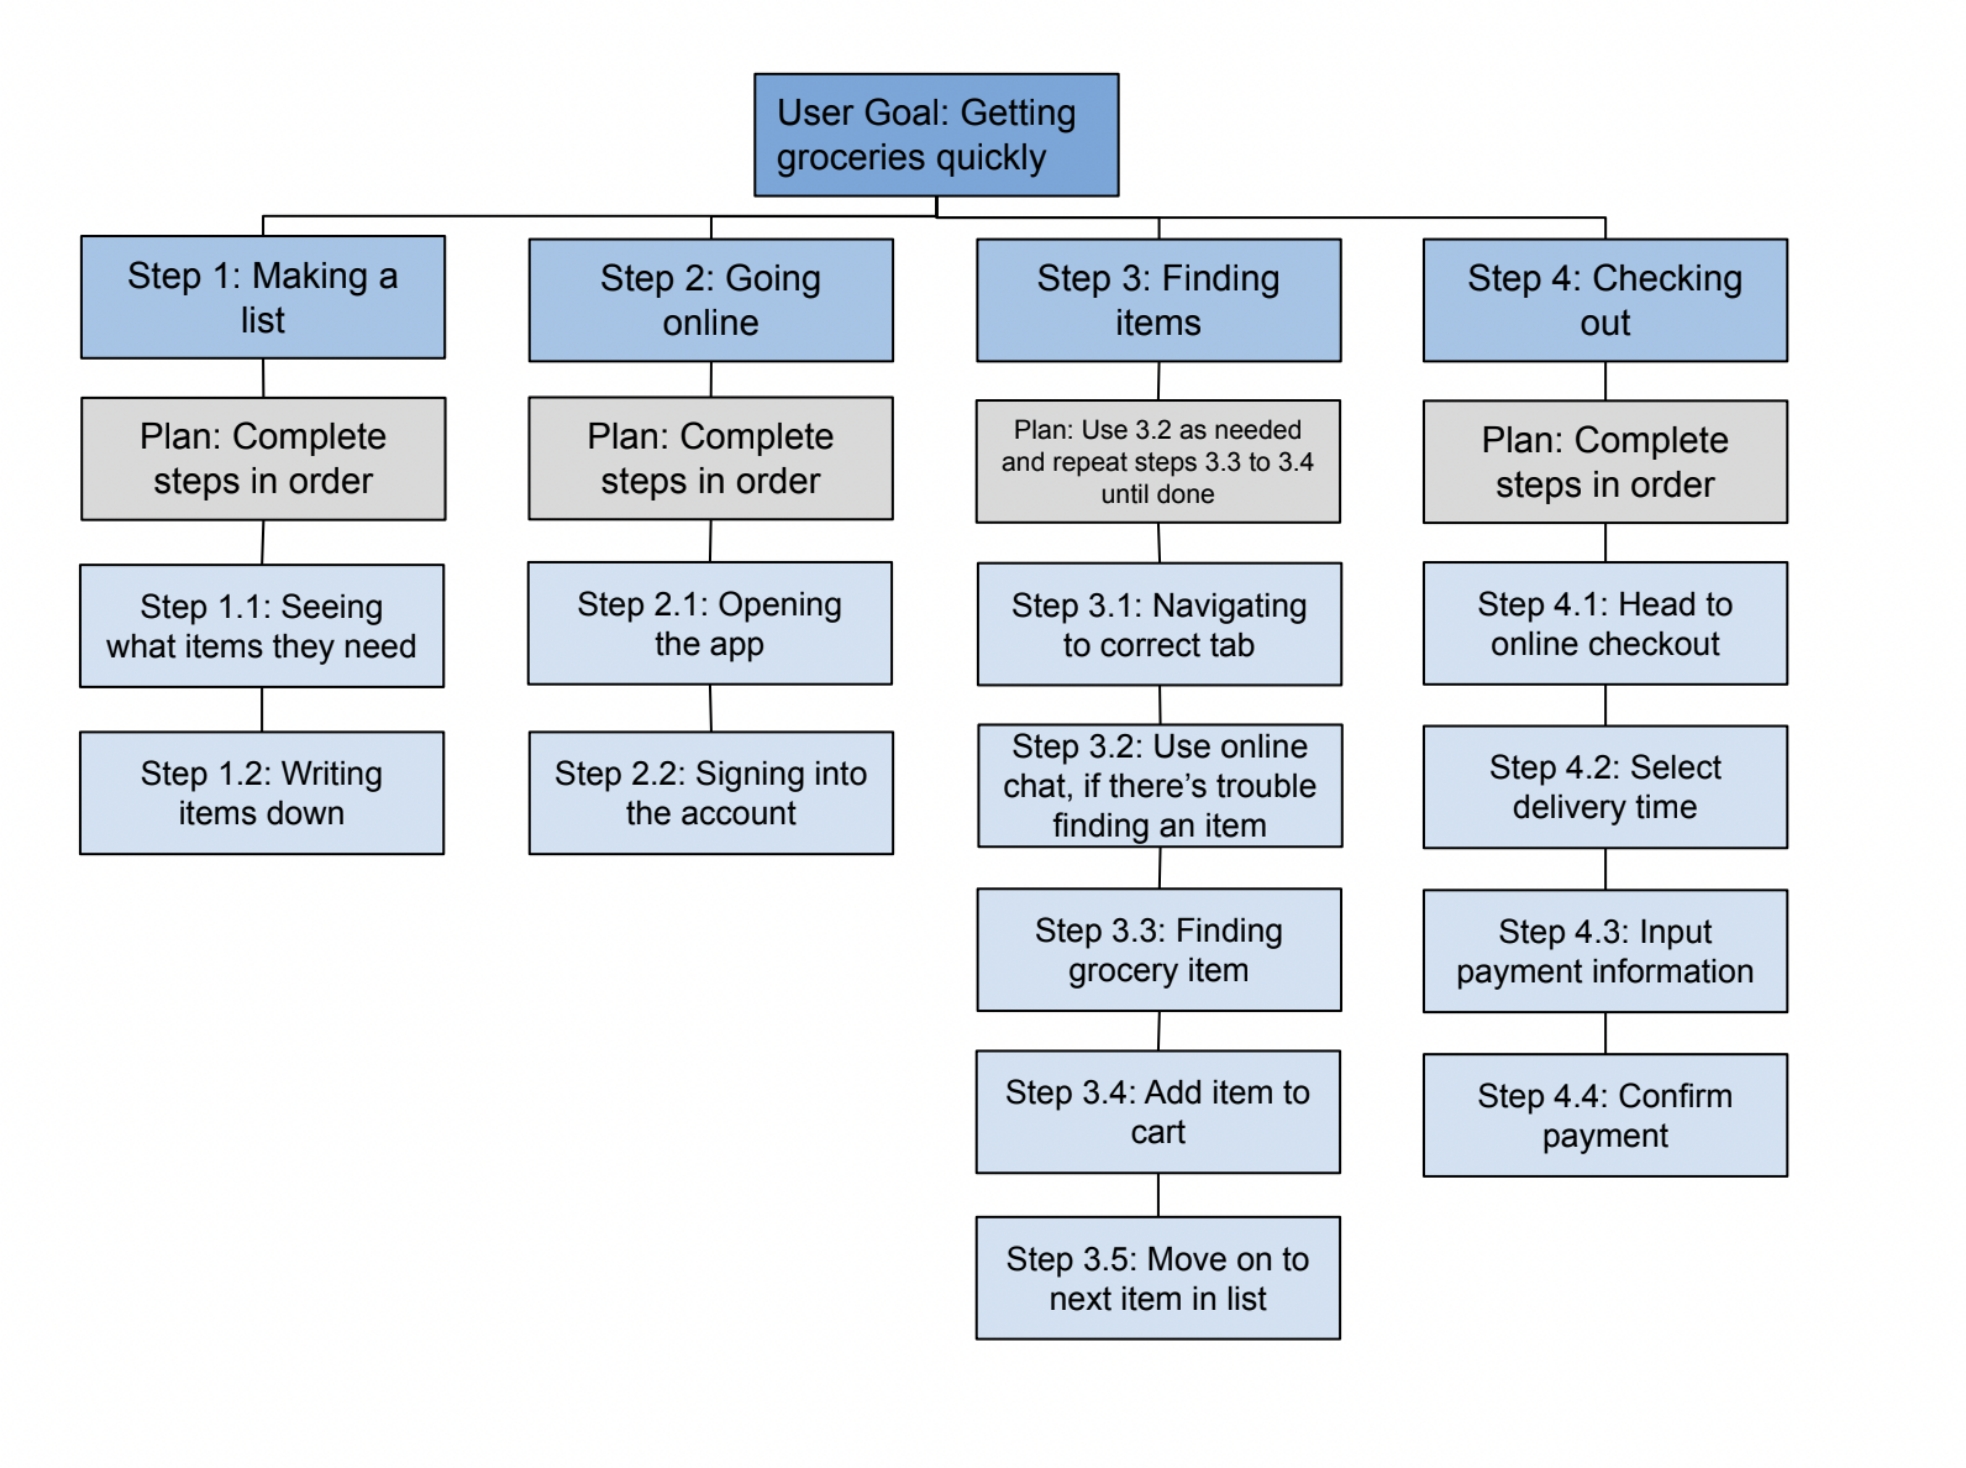 User Goal: Getting
groceries quickly
Step 1: Making a
list
Plan: Complete
steps in order
Step 1.1: Seeing
what items they need
Step 1.2: Writing
items down
Step 2: Going
online
Plan: Complete
steps in order
Step 2.1: Opening
the app
Step 2.2: Signing into
the account
Step 3: Finding
items
Plan: Use 3.2 as needed
and repeat steps 3.3 to 3.4
until done
Step 3.1: Navigating
to correct tab
Step 3.2: Use online
chat, if there’s trouble
finding an item
Step 3.3: Finding
grocery item
Step 3.4: Add item to
cart
Step 3.5: Move on to
next item in list
Step 4: Checking
out
Plan: Complete
steps in order
Step 4.1: Head to
online checkout
Step 4.2: Select
delivery time
Step 4.3: Input
payment information
Step 4.4: Confirm
payment